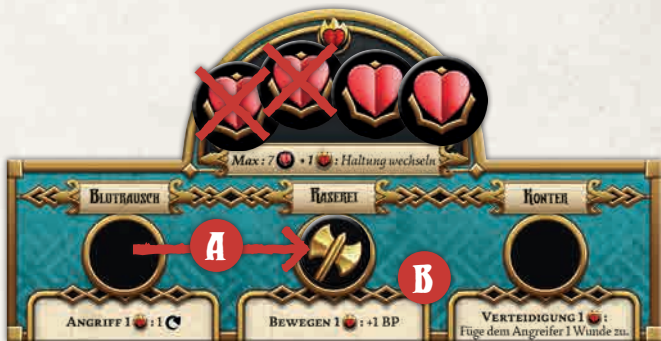 Max : 7 • 1 : Haltung wechseln
Blutrausch Raserei Konter
A
B
Angriff 1 : 1
Bewegen 1 : +1 BP
Verteidigung 1 :
Füge dem Angreifer 1 Wunde zu.